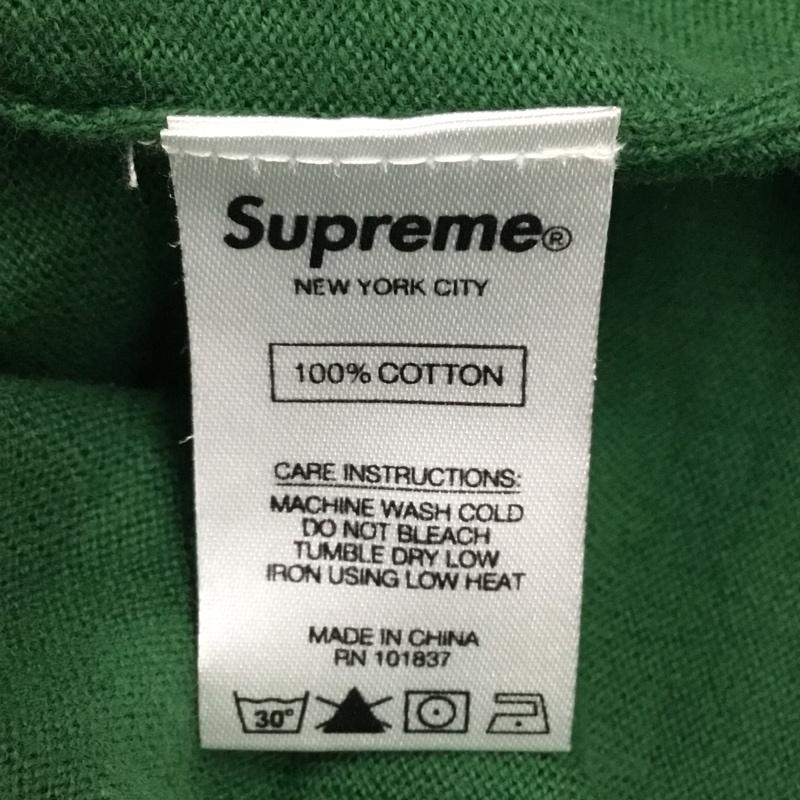 Supreme®
NEW YORK CITY
100% COTTON
CARE INSTRUCTIONS:
MACHINE WASH COLD
DO NOT BLEACH
TUMBLE DRY LOW
IRON USING LOW HEAT
MADE IN CHINA
RN 101837
30°